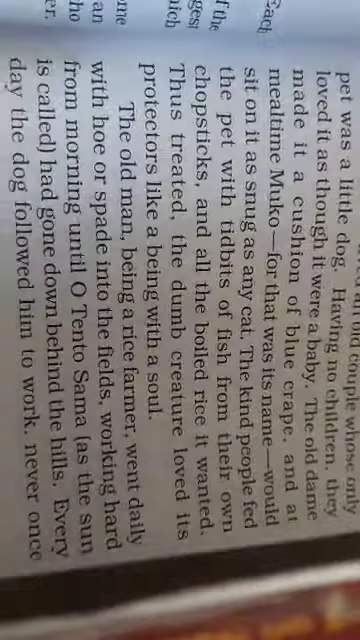 couple whose only
pet was a little dog. Having no children, they
loved it as though it were a baby. The old dame
made it a cushion of blue crape, and at
mealtime Muko—for that was its name—would
sit on it as snug as any cat. The kind people fed
the pet with tidbits of fish from their own
chopsticks, and all the boiled rice it wanted.
Thus treated, the dumb creature loved its
protectors like a being with a soul.
The old man, being a rice farmer, went daily
with hoe or spade into the fields, working hard
from morning until O Tento Sama (as the sun
is called) had gone down behind the hills. Every
day the dog followed him to work, never once